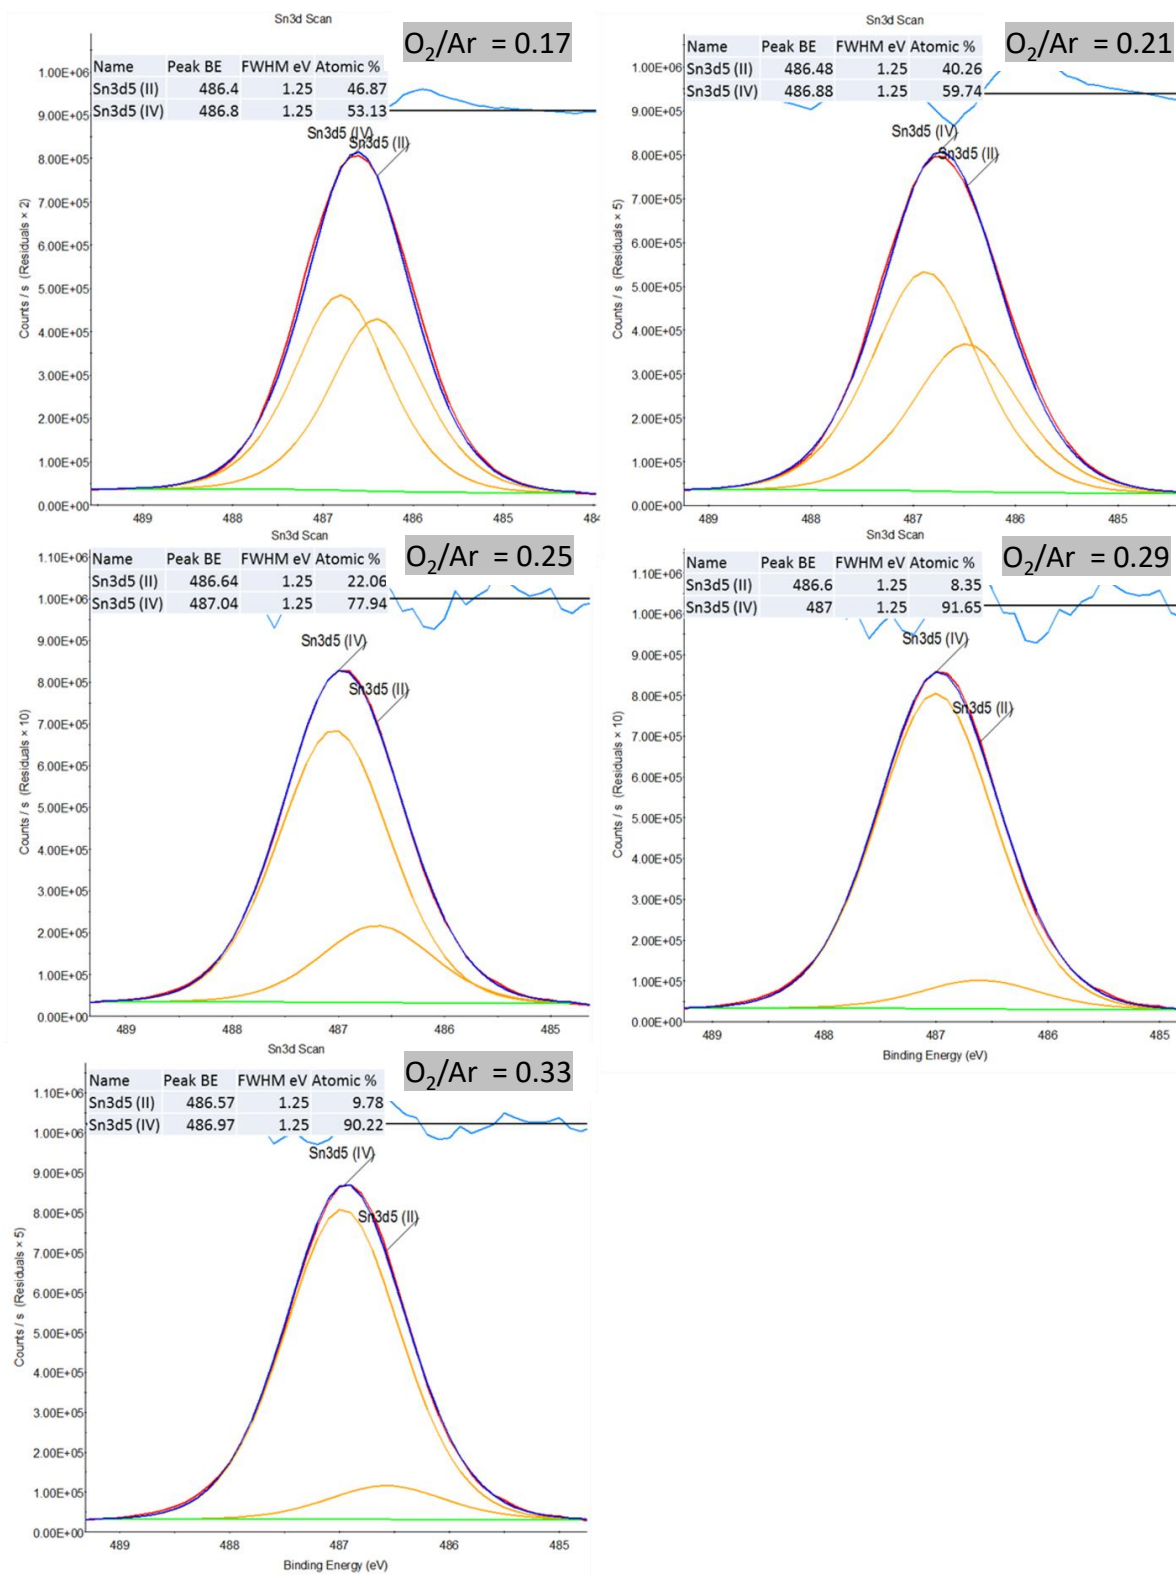 Sn3d Scan
O₂/Ar = 0.17
Name Peak BE FWHM eV Atomic %
Sn3d5 (II) 486.4 1.25 46.87
Sn3d5 (IV) 486.8 1.25 53.13
Sn3d5 (IV)
Sn3d5 (II)
1.00E+06
9.00E+05
8.00E+05
7.00E+05
6.00E+05
5.00E+05
4.00E+05
3.00E+05
2.00E+05
1.00E+05
0.00E+00
Counts / s (Residuals × 2)
489 488 487 486 485
Sn3d Scan
O₂/Ar = 0.21
Name Peak BE FWHM eV Atomic %
Sn3d5 (II) 486.48 1.25 40.26
Sn3d5 (IV) 486.88 1.25 59.74
Sn3d5 (IV)
Sn3d5 (II)
1.00E+06
9.00E+05
8.00E+05
7.00E+05
6.00E+05
5.00E+05
4.00E+05
3.00E+05
2.00E+05
1.00E+05
0.00E+00
Counts / s (Residuals × 5)
489 488 487 486 485
Sn3d Scan
O₂/Ar = 0.25
Name Peak BE FWHM eV Atomic %
Sn3d5 (II) 486.64 1.25 22.06
Sn3d5 (IV) 487.04 1.25 77.94
Sn3d5 (IV)
Sn3d5 (II)
1.10E+06
1.00E+06
9.00E+05
8.00E+05
7.00E+05
6.00E+05
5.00E+05
4.00E+05
3.00E+05
2.00E+05
1.00E+05
0.00E+00
Counts / s (Residuals × 10)
489 488 487 486 485
Sn3d Scan
O₂/Ar = 0.29
Name Peak BE FWHM eV Atomic %
Sn3d5 (II) 486.6 1.25 8.35
Sn3d5 (IV) 487 1.25 91.65
Sn3d5 (IV)
Sn3d5 (II)
1.10E+06
1.00E+06
9.00E+05
8.00E+05
7.00E+05
6.00E+05
5.00E+05
4.00E+05
3.00E+05
2.00E+05
1.00E+05
0.00E+00
Counts / s (Residuals × 10)
489 488 487 486 485
Binding Energy (eV)
Sn3d Scan
O₂/Ar = 0.33
Name Peak BE FWHM eV Atomic %
Sn3d5 (II) 486.57 1.25 9.78
Sn3d5 (IV) 486.97 1.25 90.22
Sn3d5 (IV)
Sn3d5 (II)
1.10E+06
1.00E+06
9.00E+05
8.00E+05
7.00E+05
6.00E+05
5.00E+05
4.00E+05
3.00E+05
2.00E+05
1.00E+05
0.00E+00
Counts / s (Residuals × 5)
489 488 487 486 485
Binding Energy (eV)